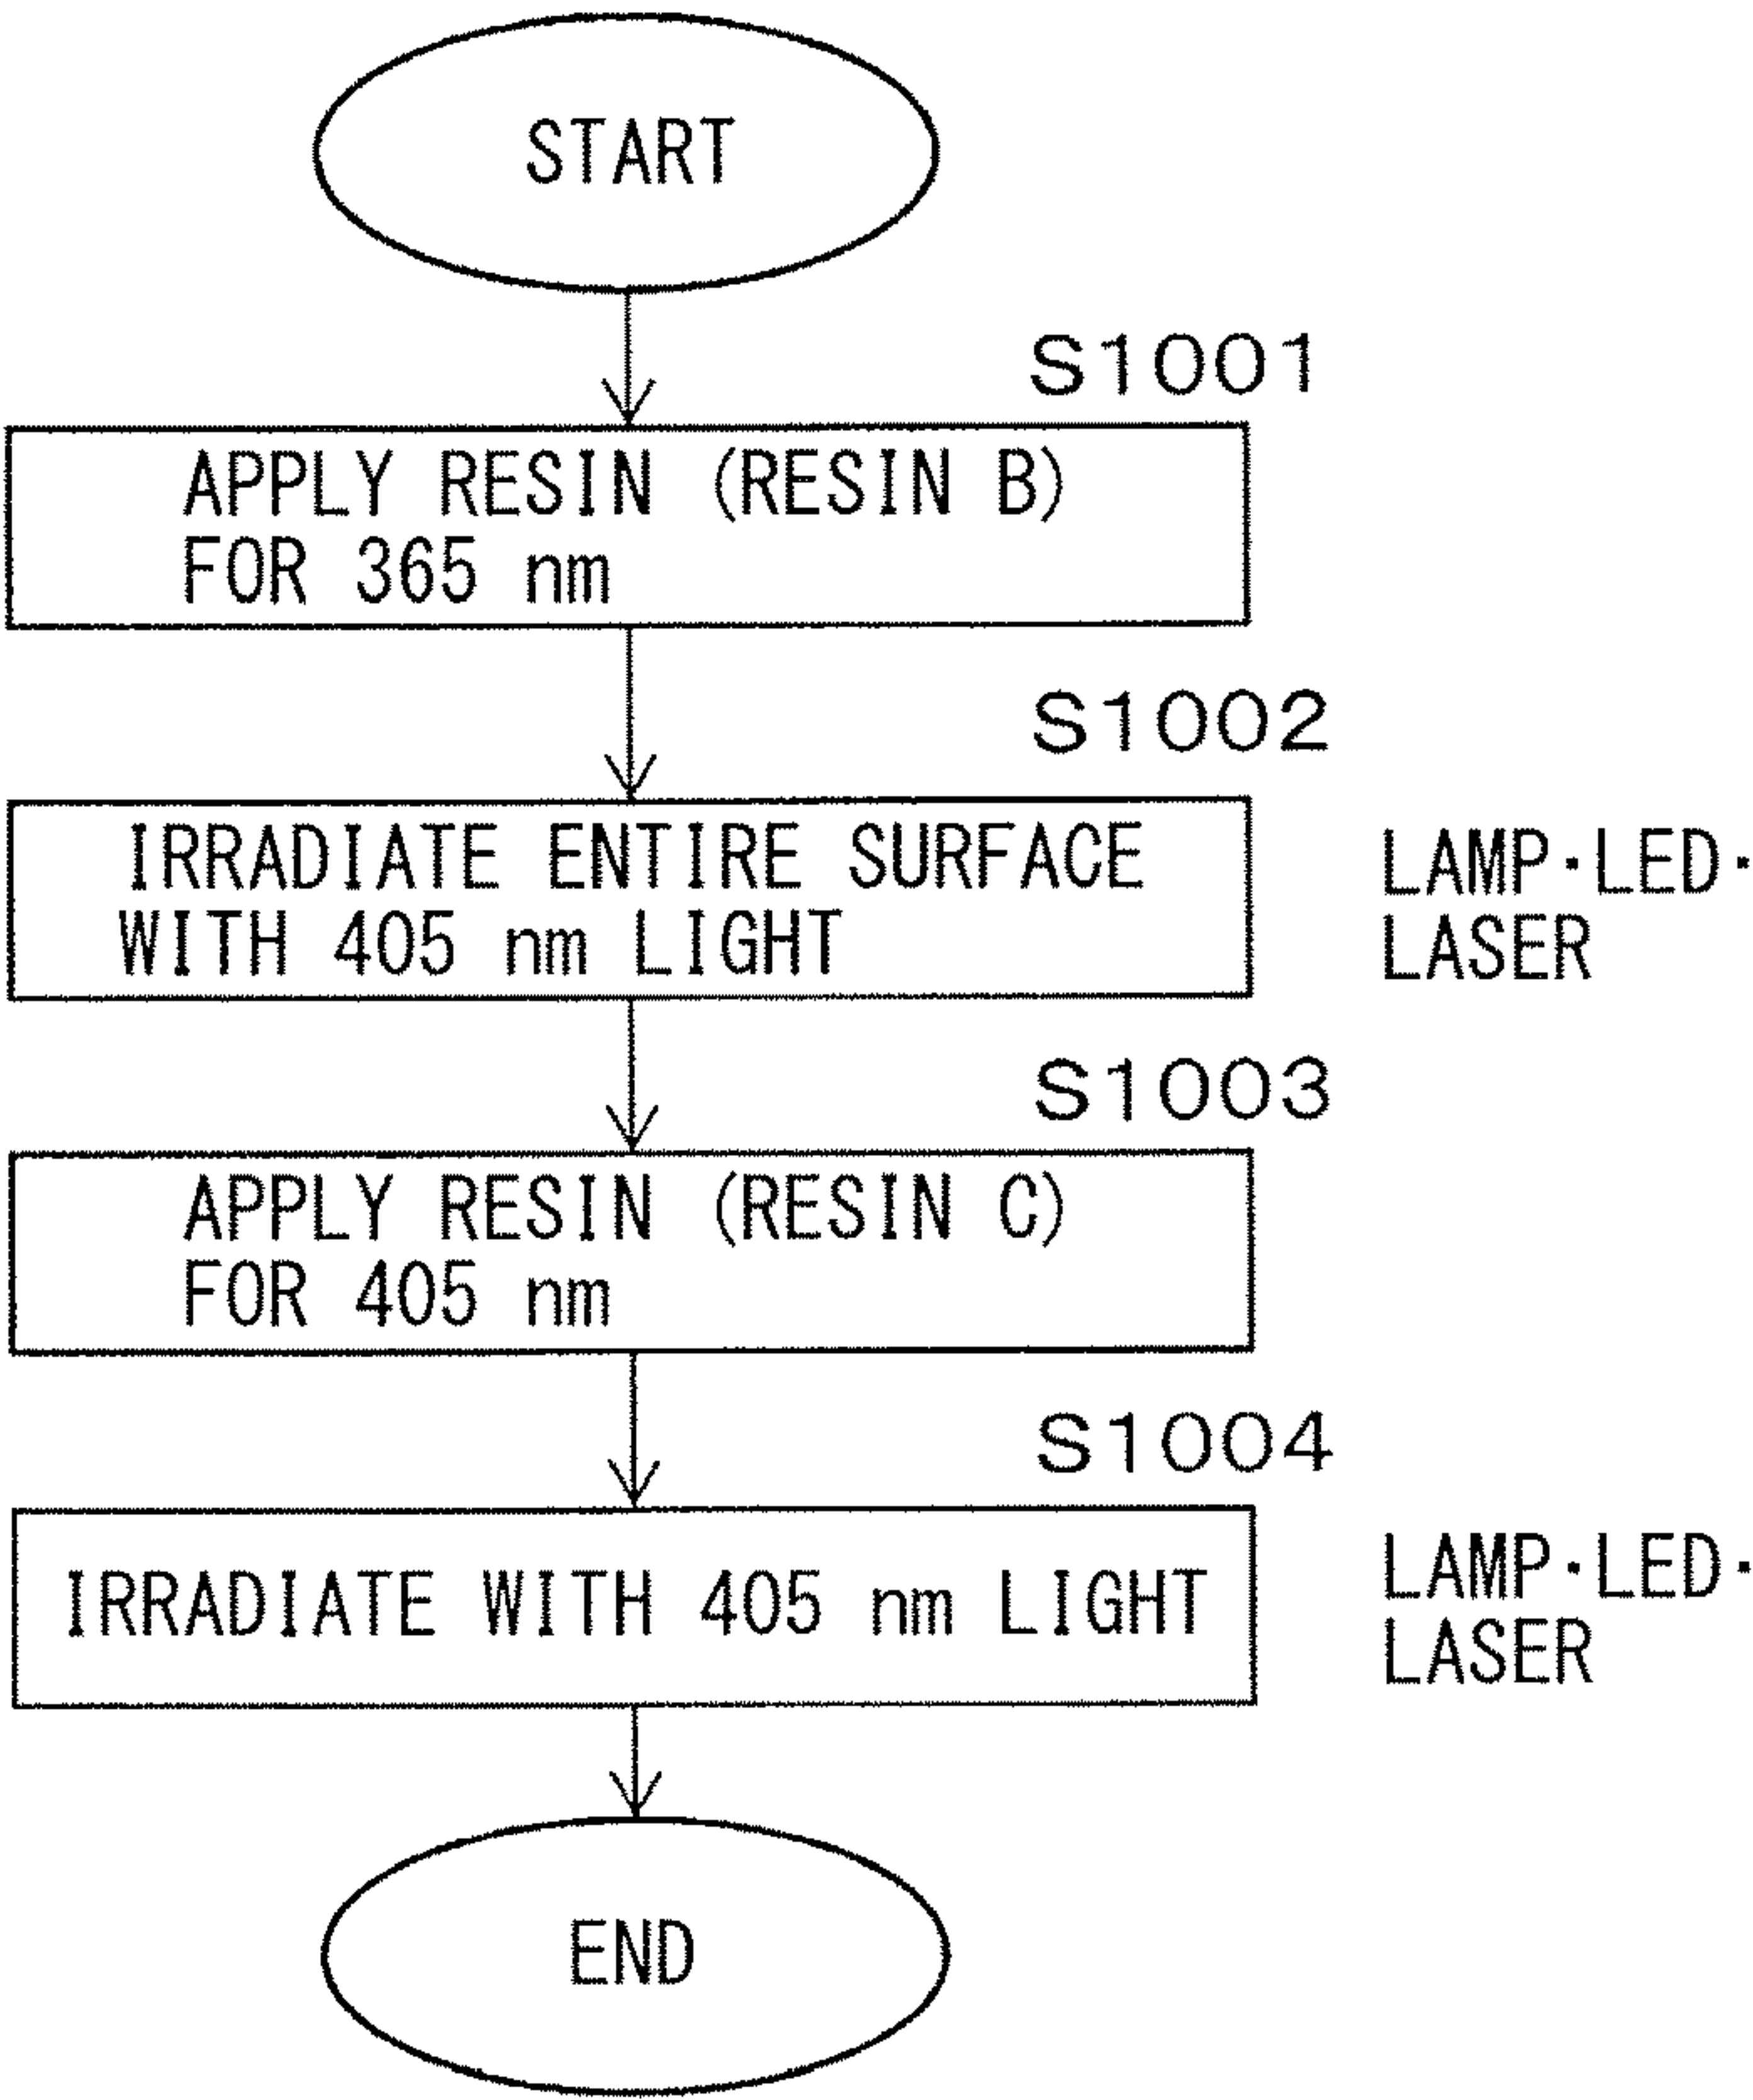 START
S1001
APPLY RESIN (RESIN B)
FOR 365 nm
S1002
IRRADIATE ENTIRE SURFACE
WITH 405 nm LIGHT
LAMP·LED·
LASER
S1003
APPLY RESIN (RESIN C)
FOR 405 nm
S1004
IRRADIATE WITH 405 nm LIGHT
LAMP·LED·
LASER
END